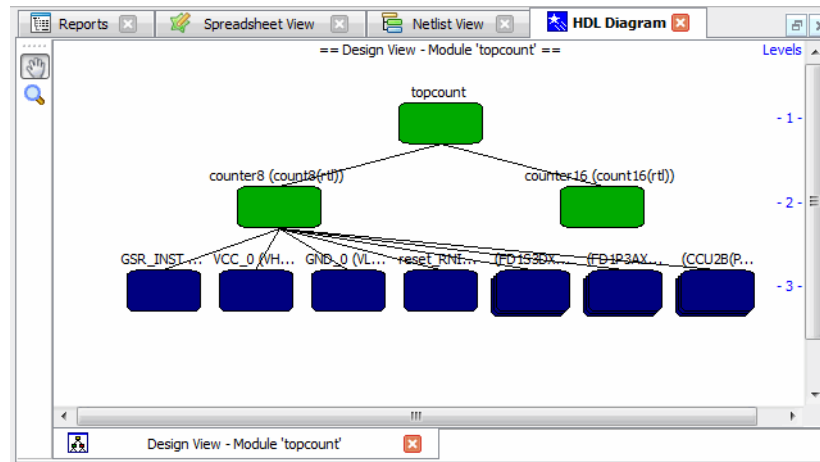 Reports Spreadsheet View Netlist View HDL Diagram
== Design View - Module 'topcount' == Levels
topcount
- 1 -
counter8 (count8(rtl)) counter16 (count16(rtl))
- 2 -
GSR_INST ... VCC_0 (VH... GND_0 (VL... reset_RNI... (FD1S3DX... (FD1P3AX... (CCU2B(P...
- 3 -
Design View - Module 'topcount'